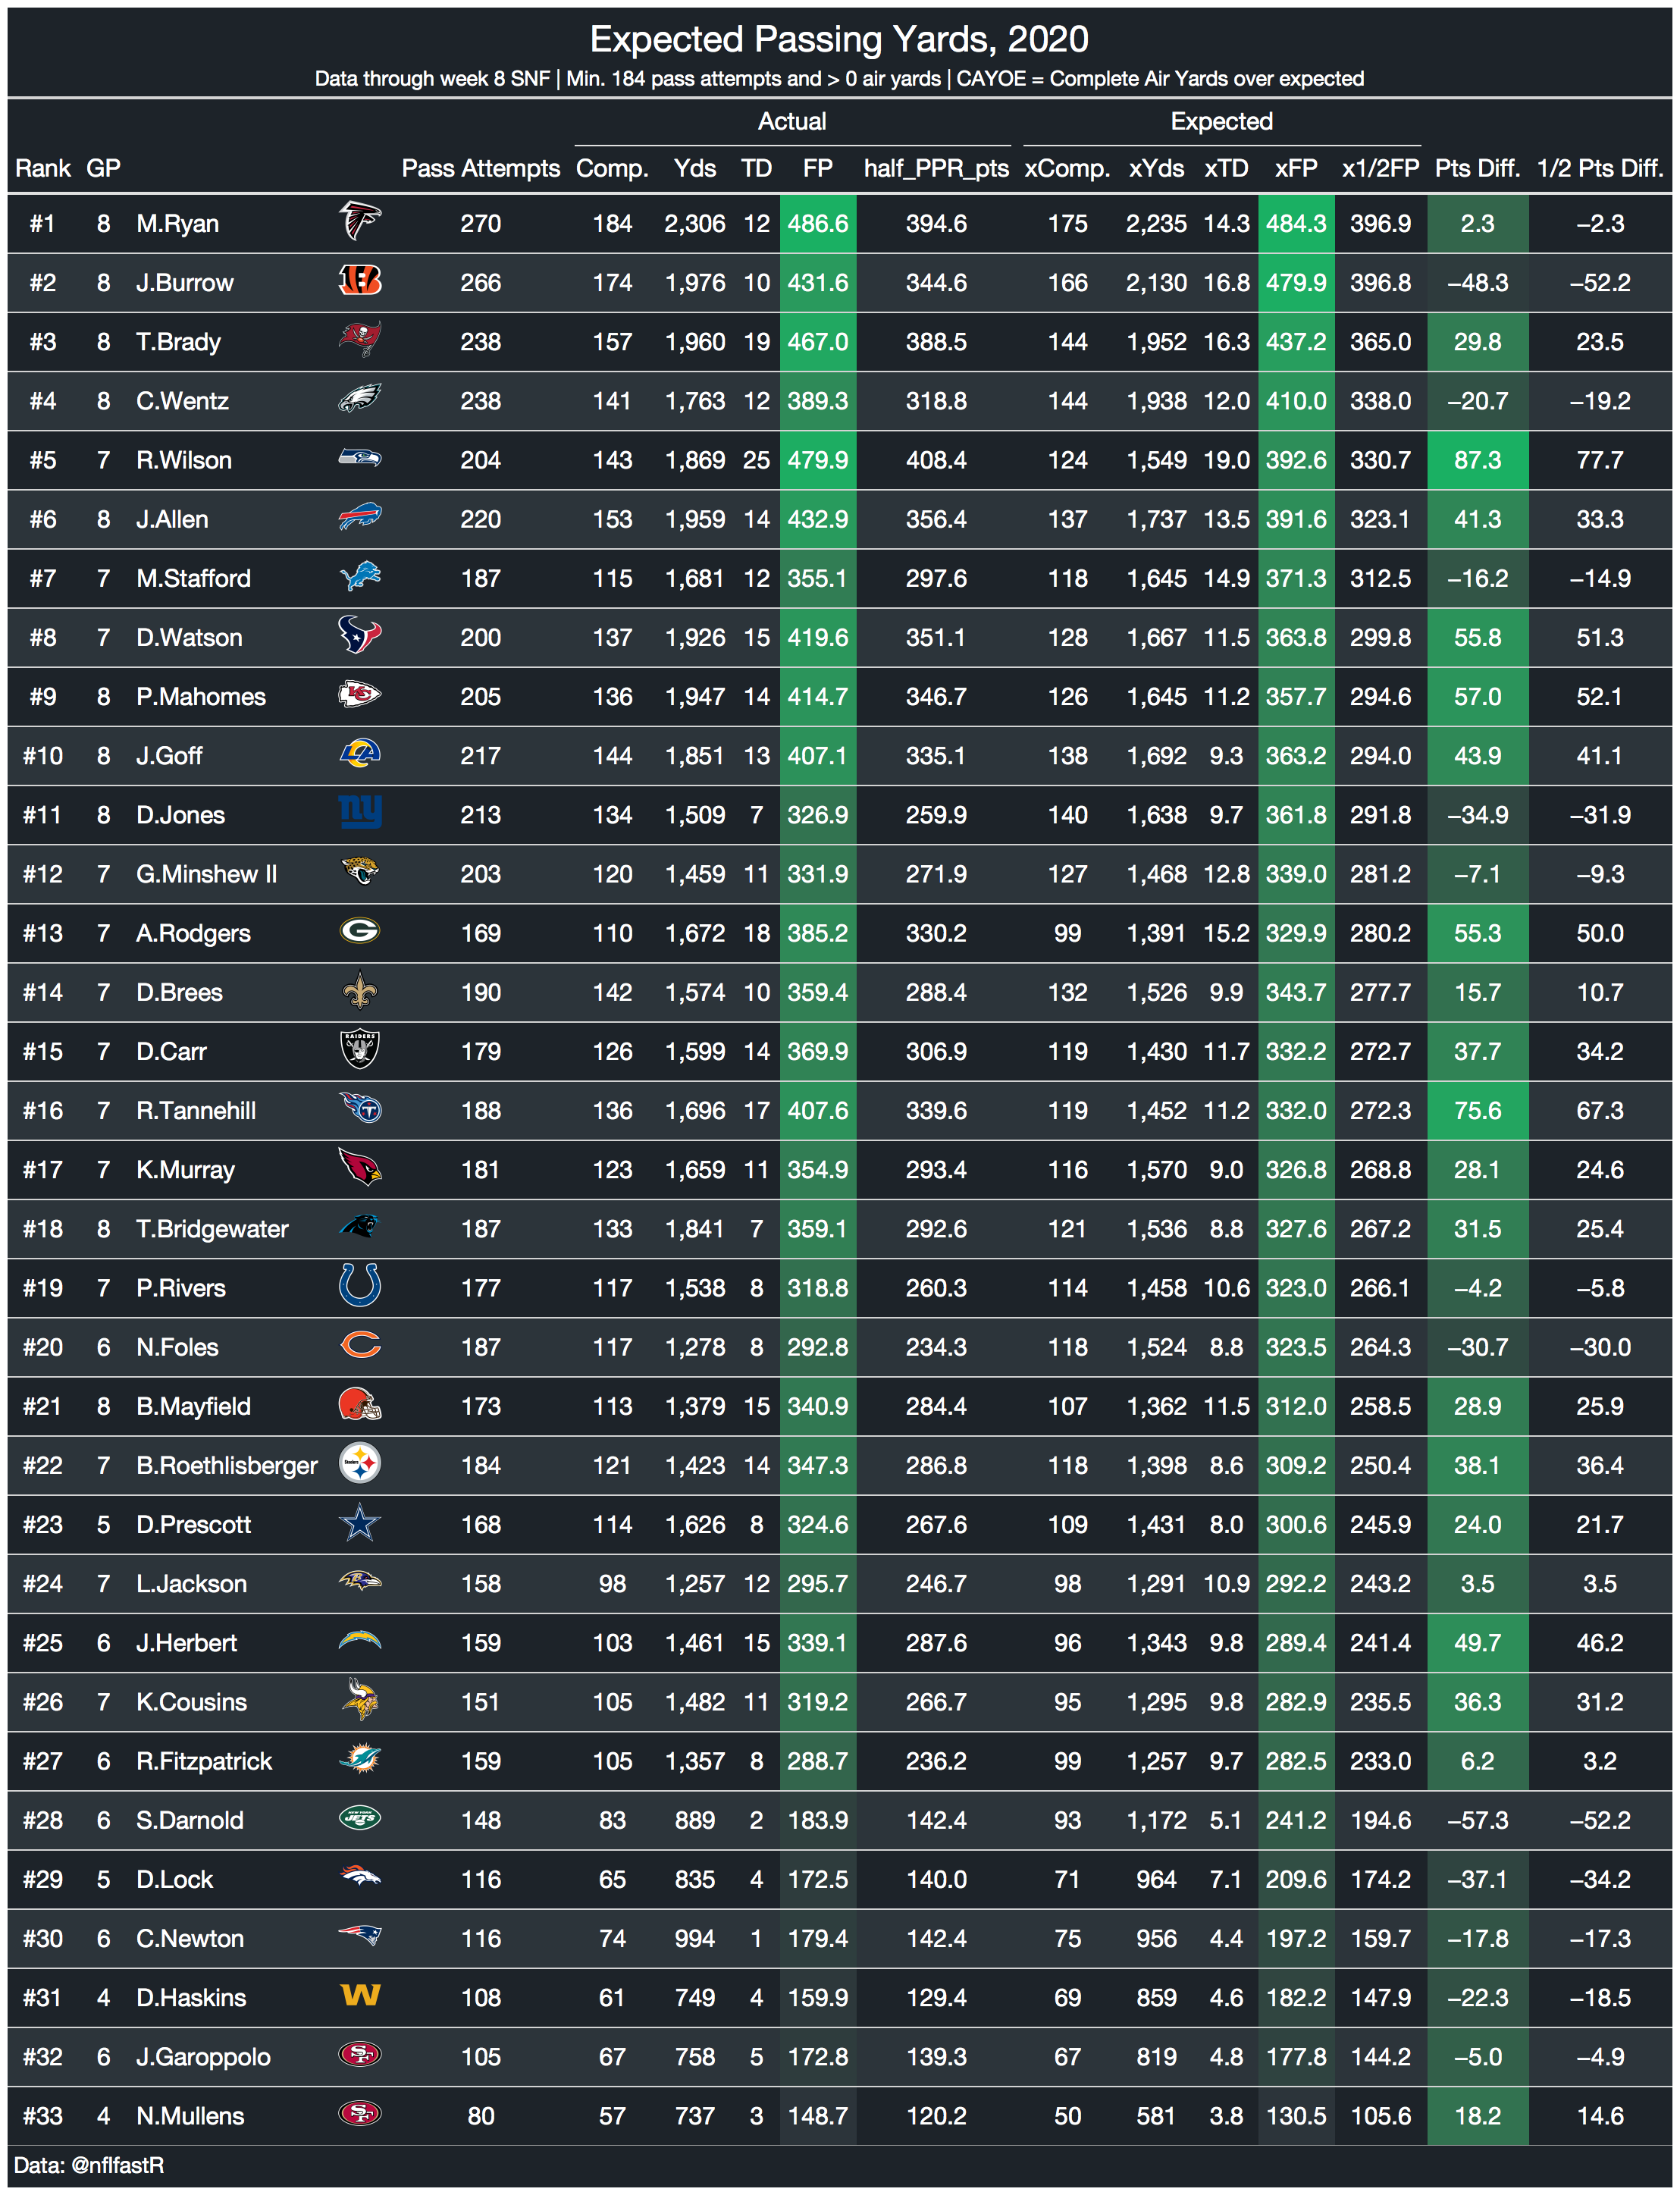 Expected Passing Yards, 2020
Data through week 8 SNF | Min. 184 pass attempts and > 0 air yards | CAYOE = Complete Air Yards over expected
Actual Expected
Rank GP Pass Attempts Comp. Yds TD FP half_PPR_pts xComp. xYds xTD xFP x1/2FP Pts Diff. 1/2 Pts Diff.
#1 8 M.Ryan 270 184 2,306 12 486.6 394.6 175 2,235 14.3 484.3 396.9 2.3 −2.3
#2 8 J.Burrow 266 174 1,976 10 431.6 344.6 166 2,130 16.8 479.9 396.8 −48.3 −52.2
#3 8 T.Brady 238 157 1,960 19 467.0 388.5 144 1,952 16.3 437.2 365.0 29.8 23.5
#4 8 C.Wentz 238 141 1,763 12 389.3 318.8 144 1,938 12.0 410.0 338.0 −20.7 −19.2
#5 7 R.Wilson 204 143 1,869 25 479.9 408.4 124 1,549 19.0 392.6 330.7 87.3 77.7
#6 8 J.Allen 220 153 1,959 14 432.9 356.4 137 1,737 13.5 391.6 323.1 41.3 33.3
#7 7 M.Stafford 187 115 1,681 12 355.1 297.6 118 1,645 14.9 371.3 312.5 −16.2 −14.9
#8 7 D.Watson 200 137 1,926 15 419.6 351.1 128 1,667 11.5 363.8 299.8 55.8 51.3
#9 8 P.Mahomes KC 205 136 1,947 14 414.7 346.7 126 1,645 11.2 357.7 294.6 57.0 52.1
#10 8 J.Goff LA 217 144 1,851 13 407.1 335.1 138 1,692 9.3 363.2 294.0 43.9 41.1
#11 8 D.Jones ny 213 134 1,509 7 326.9 259.9 140 1,638 9.7 361.8 291.8 −34.9 −31.9
#12 7 G.Minshew II 203 120 1,459 11 331.9 271.9 127 1,468 12.8 339.0 281.2 −7.1 −9.3
#13 7 A.Rodgers G 169 110 1,672 18 385.2 330.2 99 1,391 15.2 329.9 280.2 55.3 50.0
#14 7 D.Brees 190 142 1,574 10 359.4 288.4 132 1,526 9.9 343.7 277.7 15.7 10.7
#15 7 D.Carr RAIDERS 179 126 1,599 14 369.9 306.9 119 1,430 11.7 332.2 272.7 37.7 34.2
#16 7 R.Tannehill T 188 136 1,696 17 407.6 339.6 119 1,452 11.2 332.0 272.3 75.6 67.3
#17 7 K.Murray 181 123 1,659 11 354.9 293.4 116 1,570 9.0 326.8 268.8 28.1 24.6
#18 8 T.Bridgewater 187 133 1,841 7 359.1 292.6 121 1,536 8.8 327.6 267.2 31.5 25.4
#19 7 P.Rivers 177 117 1,538 8 318.8 260.3 114 1,458 10.6 323.0 266.1 −4.2 −5.8
#20 6 N.Foles C 187 117 1,278 8 292.8 234.3 118 1,524 8.8 323.5 264.3 −30.7 −30.0
#21 8 B.Mayfield 173 113 1,379 15 340.9 284.4 107 1,362 11.5 312.0 258.5 28.9 25.9
#22 7 B.Roethlisberger Steelers 184 121 1,423 14 347.3 286.8 118 1,398 8.6 309.2 250.4 38.1 36.4
#23 5 D.Prescott 168 114 1,626 8 324.6 267.6 109 1,431 8.0 300.6 245.9 24.0 21.7
#24 7 L.Jackson 158 98 1,257 12 295.7 246.7 98 1,291 10.9 292.2 243.2 3.5 3.5
#25 6 J.Herbert 159 103 1,461 15 339.1 287.6 96 1,343 9.8 289.4 241.4 49.7 46.2
#26 7 K.Cousins 151 105 1,482 11 319.2 266.7 95 1,295 9.8 282.9 235.5 36.3 31.2
#27 6 R.Fitzpatrick 159 105 1,357 8 288.7 236.2 99 1,257 9.7 282.5 233.0 6.2 3.2
#28 6 S.Darnold NEW YORK JETS 148 83 889 2 183.9 142.4 93 1,172 5.1 241.2 194.6 −57.3 −52.2
#29 5 D.Lock 116 65 835 4 172.5 140.0 71 964 7.1 209.6 174.2 −37.1 −34.2
#30 6 C.Newton 116 74 994 1 179.4 142.4 75 956 4.4 197.2 159.7 −17.8 −17.3
#31 4 D.Haskins W 108 61 749 4 159.9 129.4 69 859 4.6 182.2 147.9 −22.3 −18.5
#32 6 J.Garoppolo SF 105 67 758 5 172.8 139.3 67 819 4.8 177.8 144.2 −5.0 −4.9
#33 4 N.Mullens SF 80 57 737 3 148.7 120.2 50 581 3.8 130.5 105.6 18.2 14.6
Data: @nflfastR